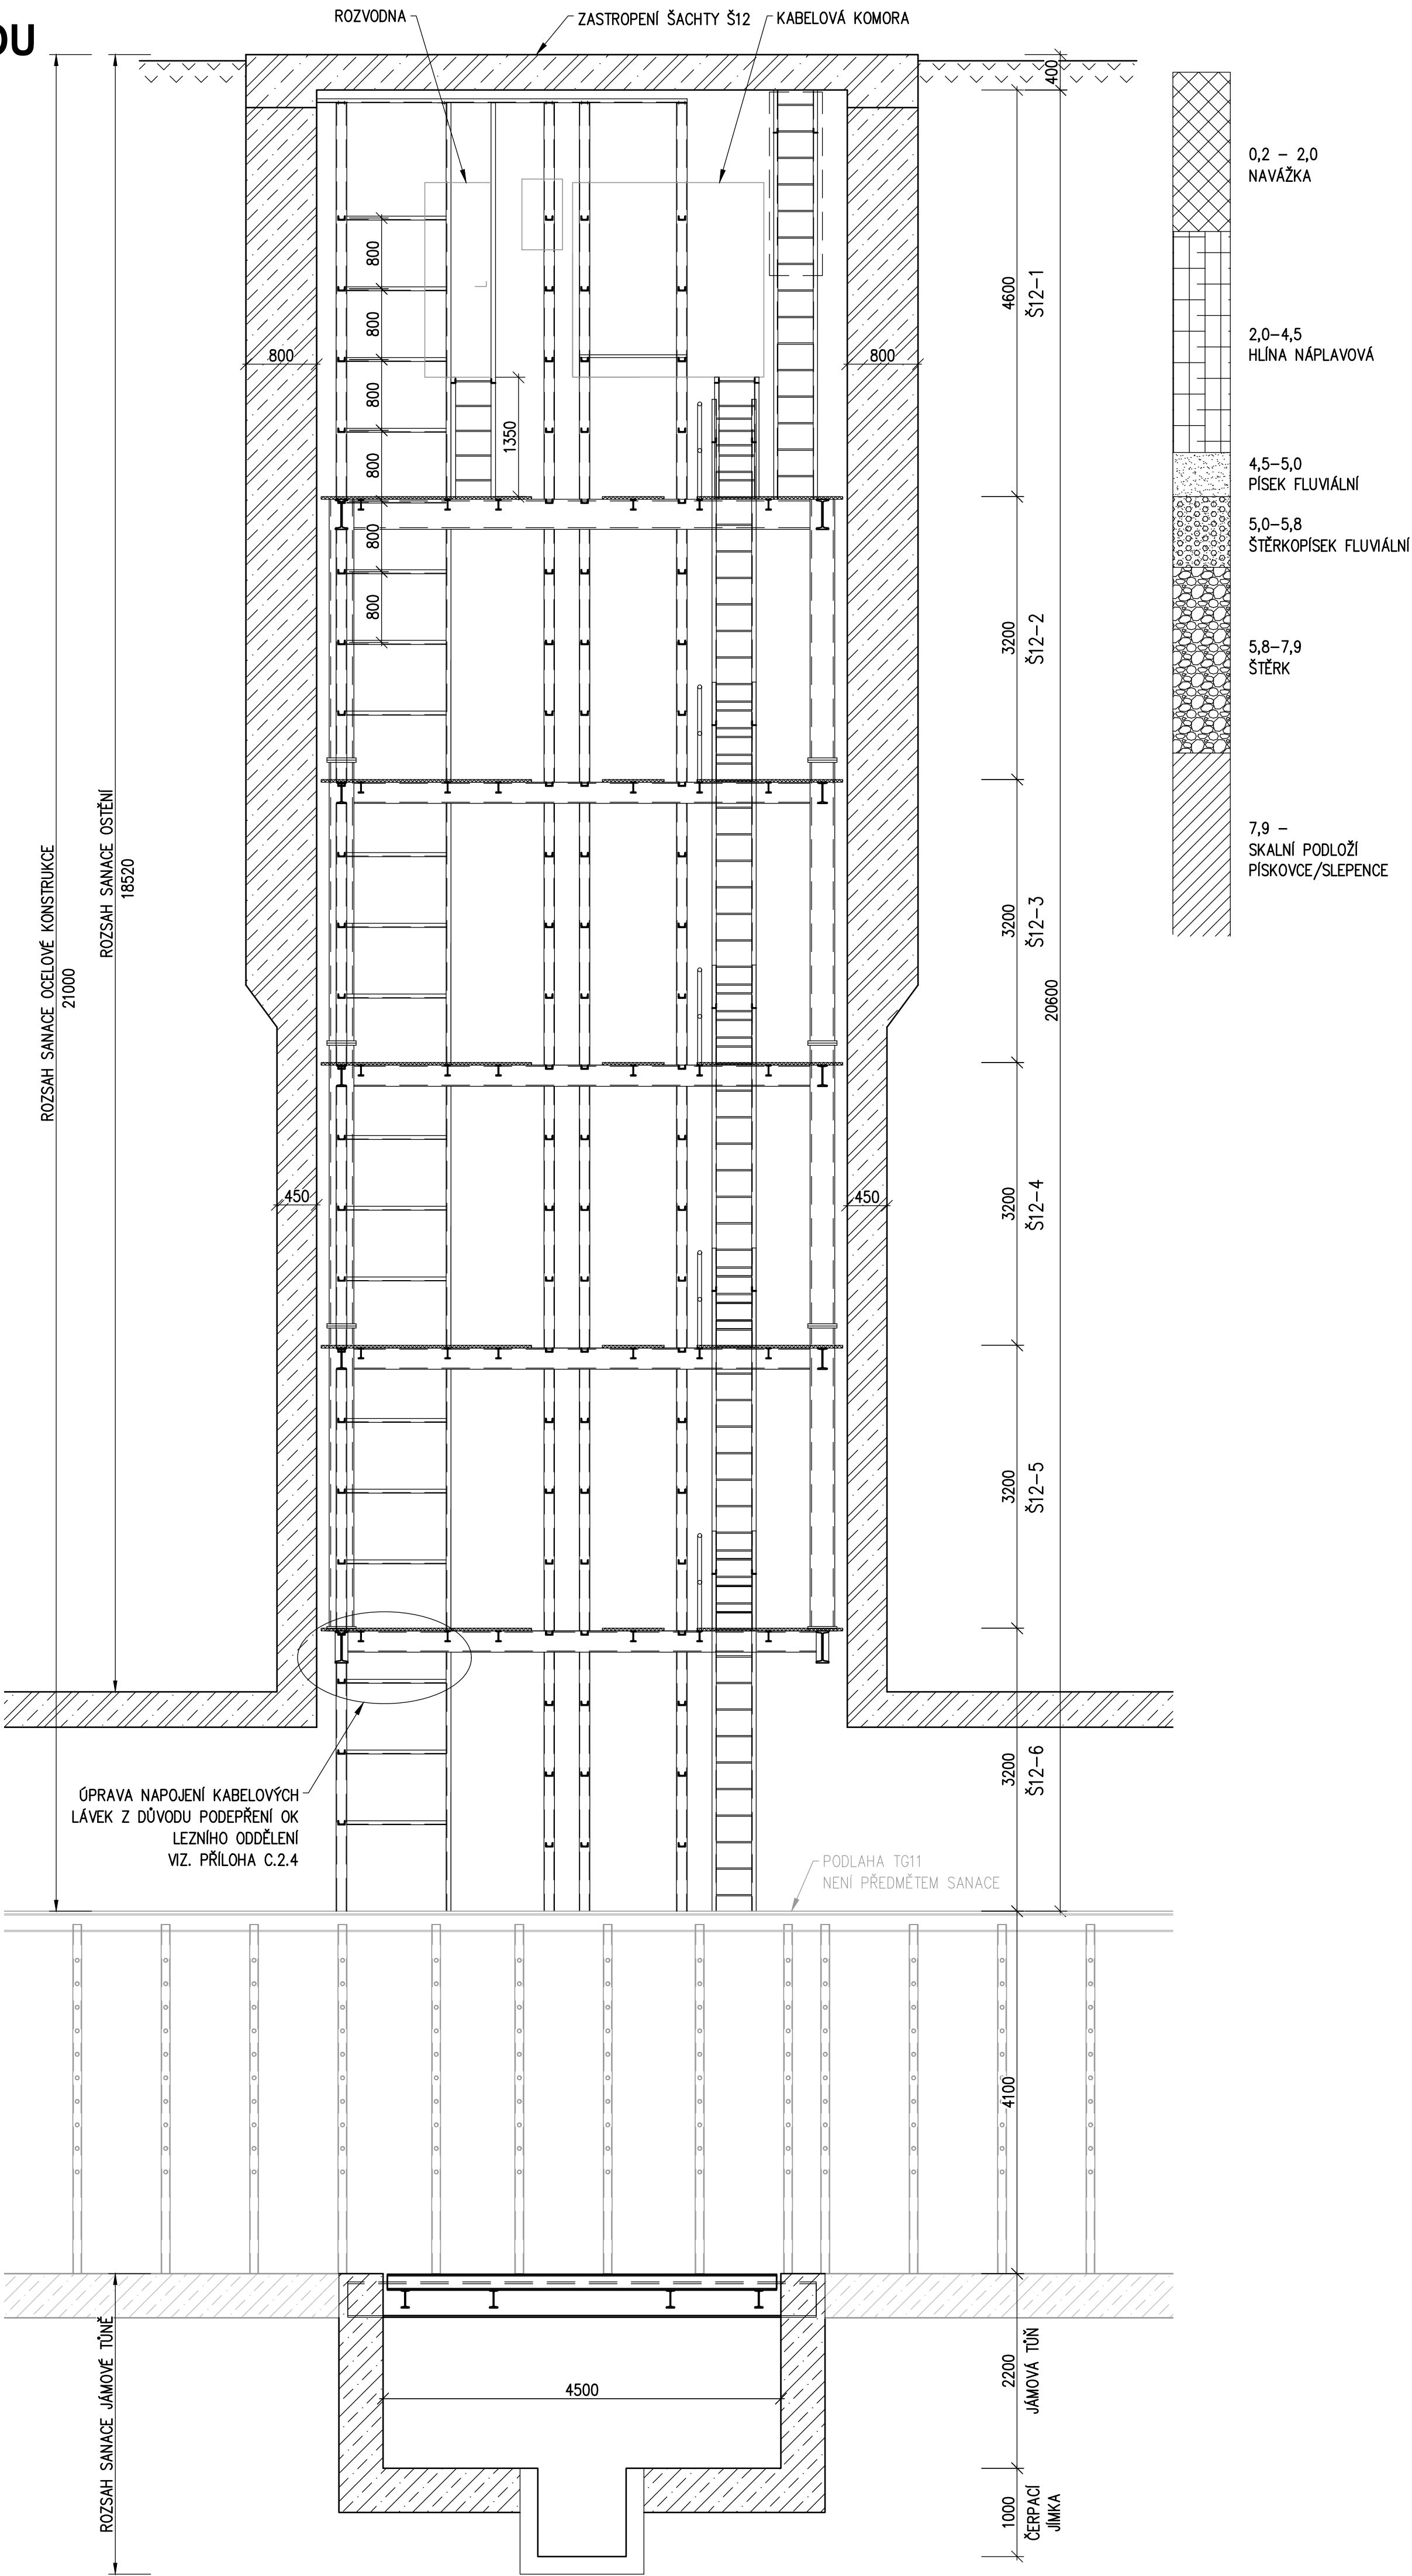 OU
ROZVODNA
ZASTROPENÍ ŠACHTY Š12
KABELOVÁ KOMORA
400
0,2 – 2,0
NAVÁŽKA
2,0–4,5
HLÍNA NÁPLAVOVÁ
4,5–5,0
PÍSEK FLUVIÁLNÍ
5,0–5,8
ŠTĚRKOPÍSEK FLUVIÁLNÍ
5,8–7,9
ŠTĚRK
7,9 –
SKALNÍ PODLOŽÍ
PÍSKOVCE/SLEPENCE
800
800
800
800
800
800
800
800
1350
4600
Š12–1
3200
Š12–2
3200
Š12–3
20600
3200
Š12–4
3200
Š12–5
3200
Š12–6
ROZSAH SANACE OCELOVÉ KONSTRUKCE
21000
ROZSAH SANACE OSTĚNÍ
18520
450
450
ÚPRAVA NAPOJENÍ KABELOVÝCH
LÁVEK Z DŮVODU PODEPŘENÍ OK
LEZNÍHO ODDĚLENÍ
VIZ. PŘÍLOHA C.2.4
PODLAHA TG11
NENÍ PŘEDMĚTEM SANACE
4100
ROZSAH SANACE JÁMOVÉ TŮNĚ
4500
2200
JÁMOVÁ TŮŇ
1000
ČERPACÍ
JÍMKA